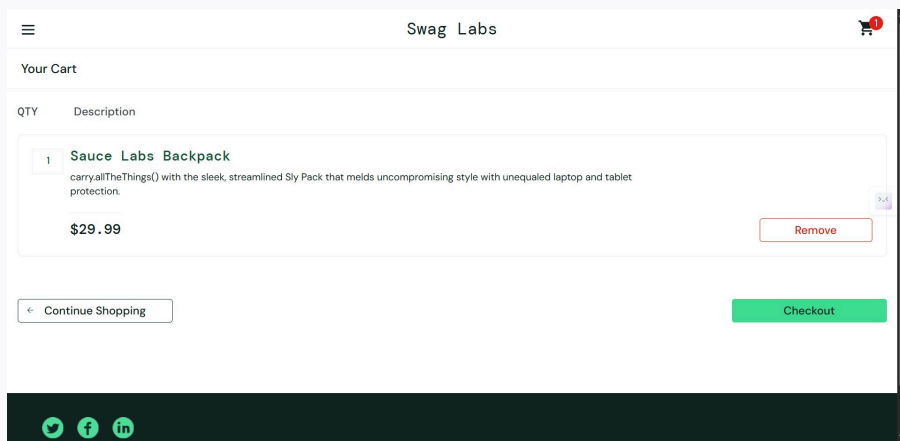 Swag Labs
1
Your Cart
QTY Description
1 Sauce Labs Backpack
carry.allTheThings() with the sleek, streamlined Sly Pack that melds uncompromising style with unequaled laptop and tablet
protection.
$29.99
Remove
← Continue Shopping
Checkout